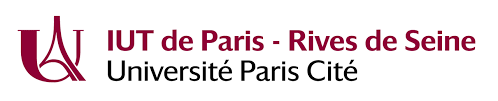 IUT de Paris - Rives de Seine
Université Paris Cité